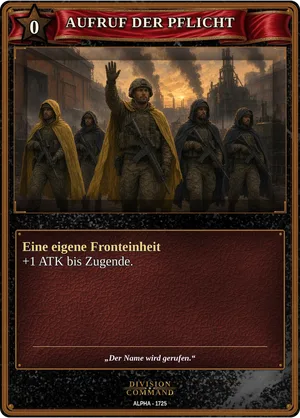 0
AUFRUF DER PFLICHT
Eine eigene Fronteinheit
+1 ATK bis Zugende.
„Der Name wird gerufen.“
DIVISION
COMMAND
ALPHA - 1725